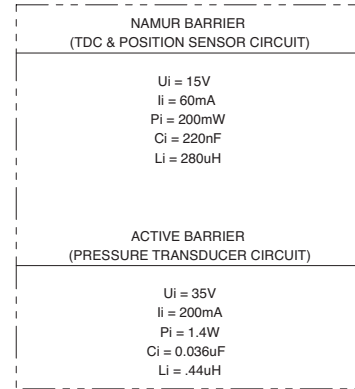 NAMUR BARRIER
(TDC & POSITION SENSOR CIRCUIT)
Ui = 15V
Ii = 60mA
Pi = 200mW
Ci = 220nF
Li = 280uH
ACTIVE BARRIER
(PRESSURE TRANSDUCER CIRCUIT)
Ui = 35V
Ii = 200mA
Pi = 1.4W
Ci = 0.036uF
Li = .44uH